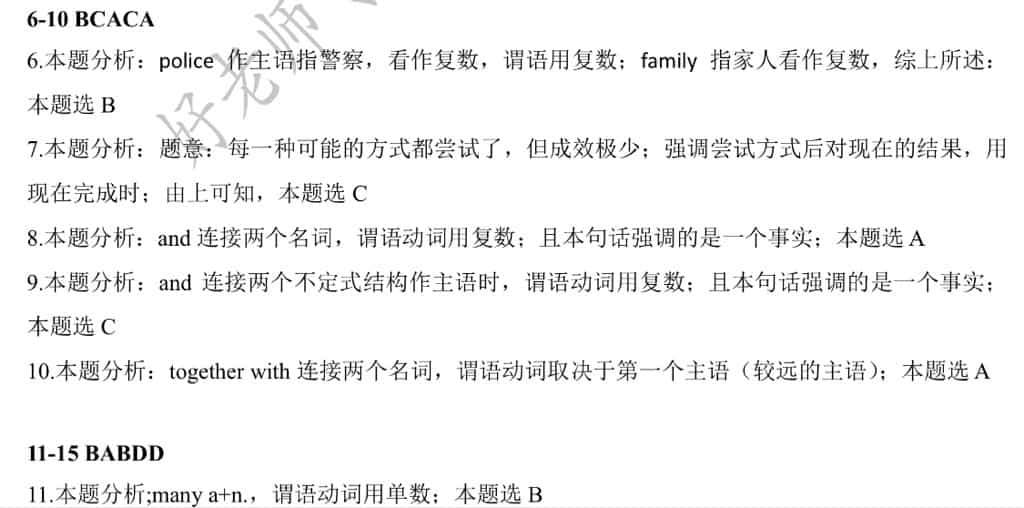 6-10 BCACA
6.本题分析：police 作主语指警察，看作复数，谓语用复数；family 指家人看作复数，综上所述：
本题选 B
7.本题分析：题意：每一种可能的方式都尝试了，但成效极少；强调尝试方式后对现在的结果，用
现在完成时；由上可知，本题选 C
8.本题分析：and 连接两个名词，谓语动词用复数；且本句话强调的是一个事实；本题选 A
9.本题分析：and 连接两个不定式结构作主语时，谓语动词用复数；且本句话强调的是一个事实；
本题选 C
10.本题分析：together with 连接两个名词，谓语动词取决于第一个主语（较远的主语）；本题选 A
11-15 BABDD
11.本题分析;many a+n.，谓语动词用单数；本题选 B
好老师